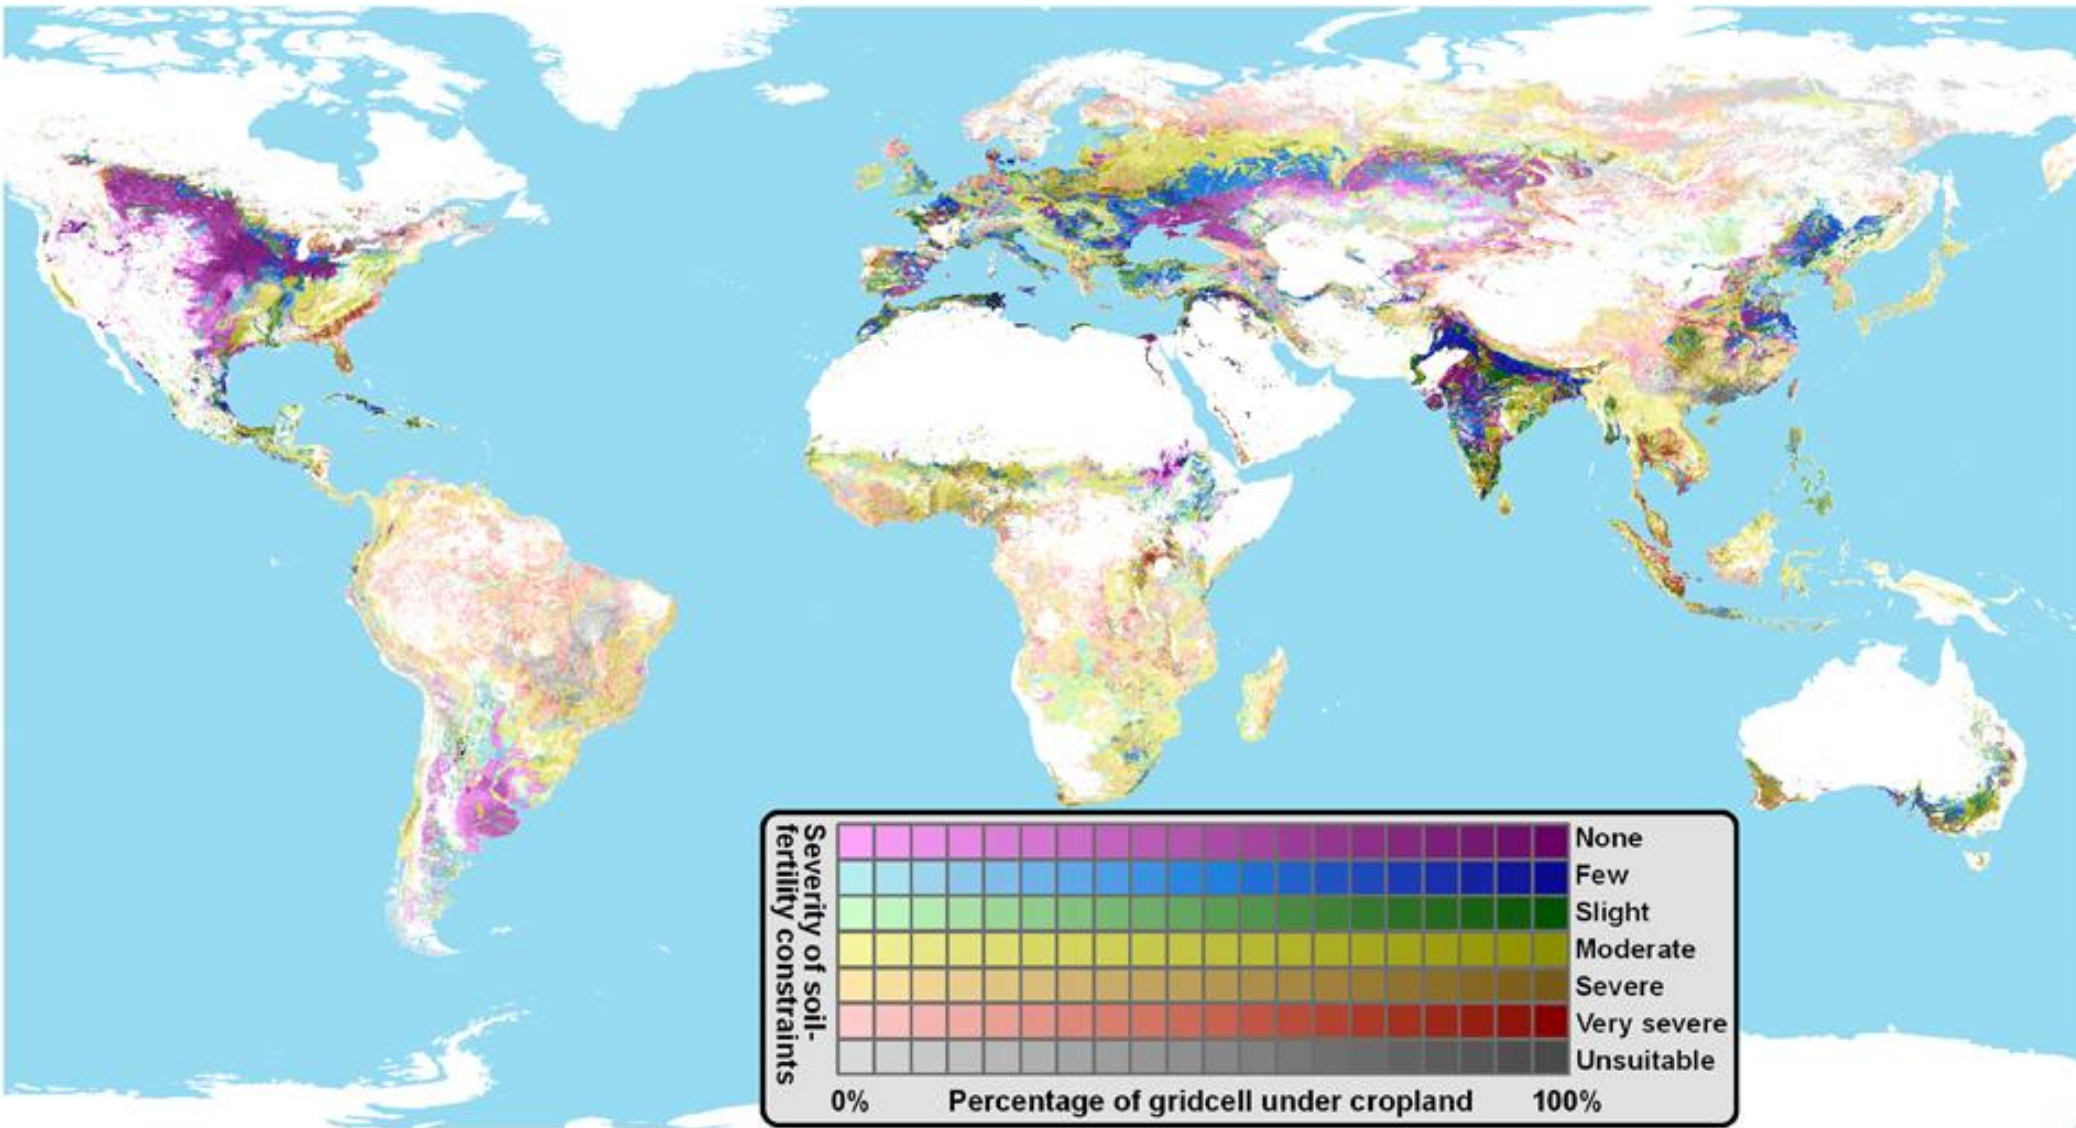 Severity of soil-
fertility constraints
None
Few
Slight
Moderate
Severe
Very severe
Unsuitable
0% Percentage of gridcell under cropland 100%